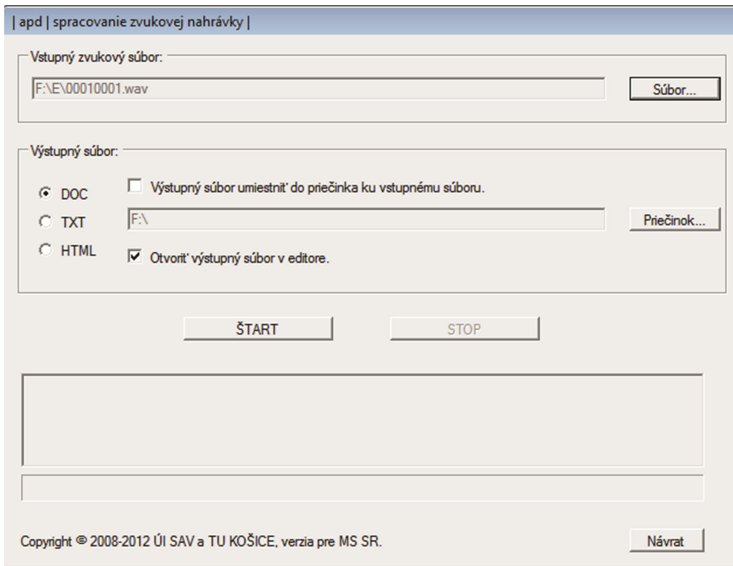 | apd | spracovanie zvukovej nahrávky |
Vstupný zvukový súbor:
F:\E\00010001.wav
Súbor...
Výstupný súbor:
DOC
Výstupný súbor umiestniť do priečinka ku vstupnému súboru.
TXT
F:\
Priečinok...
HTML
Otvoriť výstupný súbor v editore.
ŠTART
STOP
Copyright © 2008-2012 ÚI SAV a TU KOŠICE, verzia pre MS SR.
Návrat